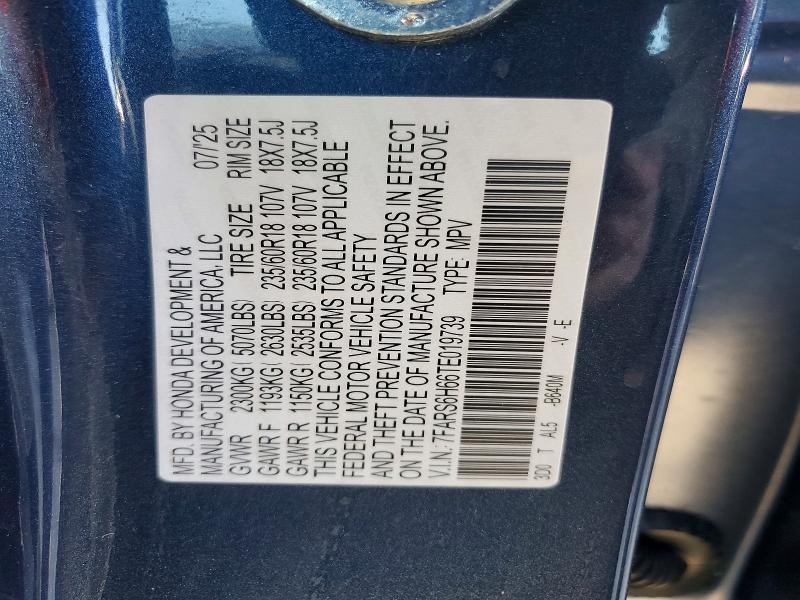 MFD. BY HONDA DEVELOPMENT &
MANUFACTURING OF AMERICA, LLC 07/'25
GVWR 2300KG( 5070LBS) TIRE SIZE RIM SIZE
GAWR F 1193KG( 2630LBS) 235/60R18 107V 18X7.5J
GAWR R 1150KG( 2535LBS) 235/60R18 107V 18X7.5J
THIS VEHICLE CONFORMS TO ALL APPLICABLE
FEDERAL MOTOR VEHICLE SAFETY
AND THEFT PREVENTION STANDARDS IN EFFECT
ON THE DATE OF MANUFACTURE SHOWN ABOVE.
V.I.N.: 7FARS6H66TE019739 TYPE: MPV
3D0 T AL5 -B640M -V -E